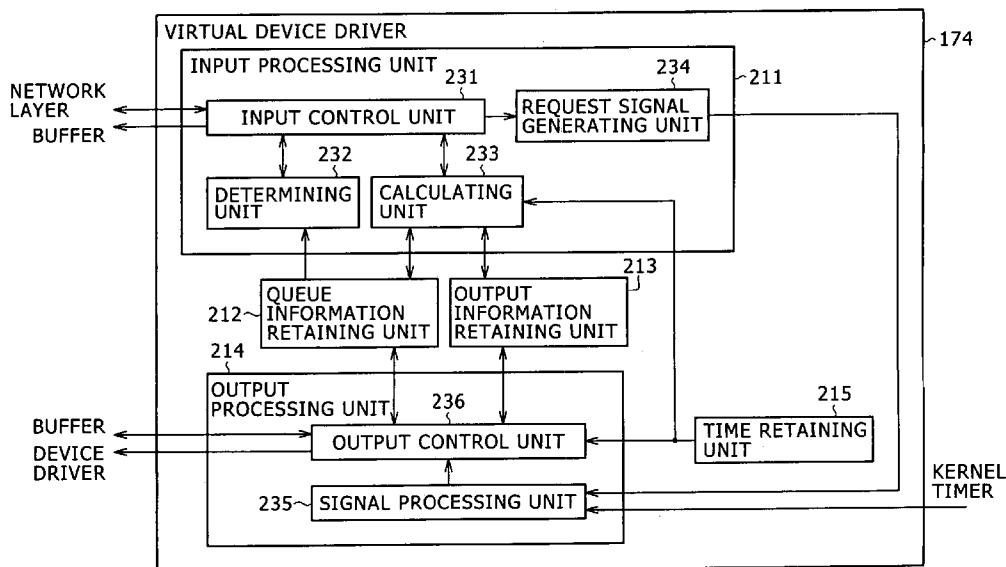 VIRTUAL DEVICE DRIVER
174
INPUT PROCESSING UNIT
211
231
234
NETWORK
LAYER
BUFFER
INPUT CONTROL UNIT
REQUEST SIGNAL
GENERATING UNIT
232
233
DETERMINING
UNIT
CALCULATING
UNIT
212
QUEUE
INFORMATION
RETAINING UNIT
213
OUTPUT
INFORMATION
RETAINING UNIT
214
OUTPUT
PROCESSING UNIT
236
215
BUFFER
DEVICE
DRIVER
OUTPUT CONTROL UNIT
TIME RETAINING
UNIT
235
SIGNAL PROCESSING UNIT
KERNEL
TIMER